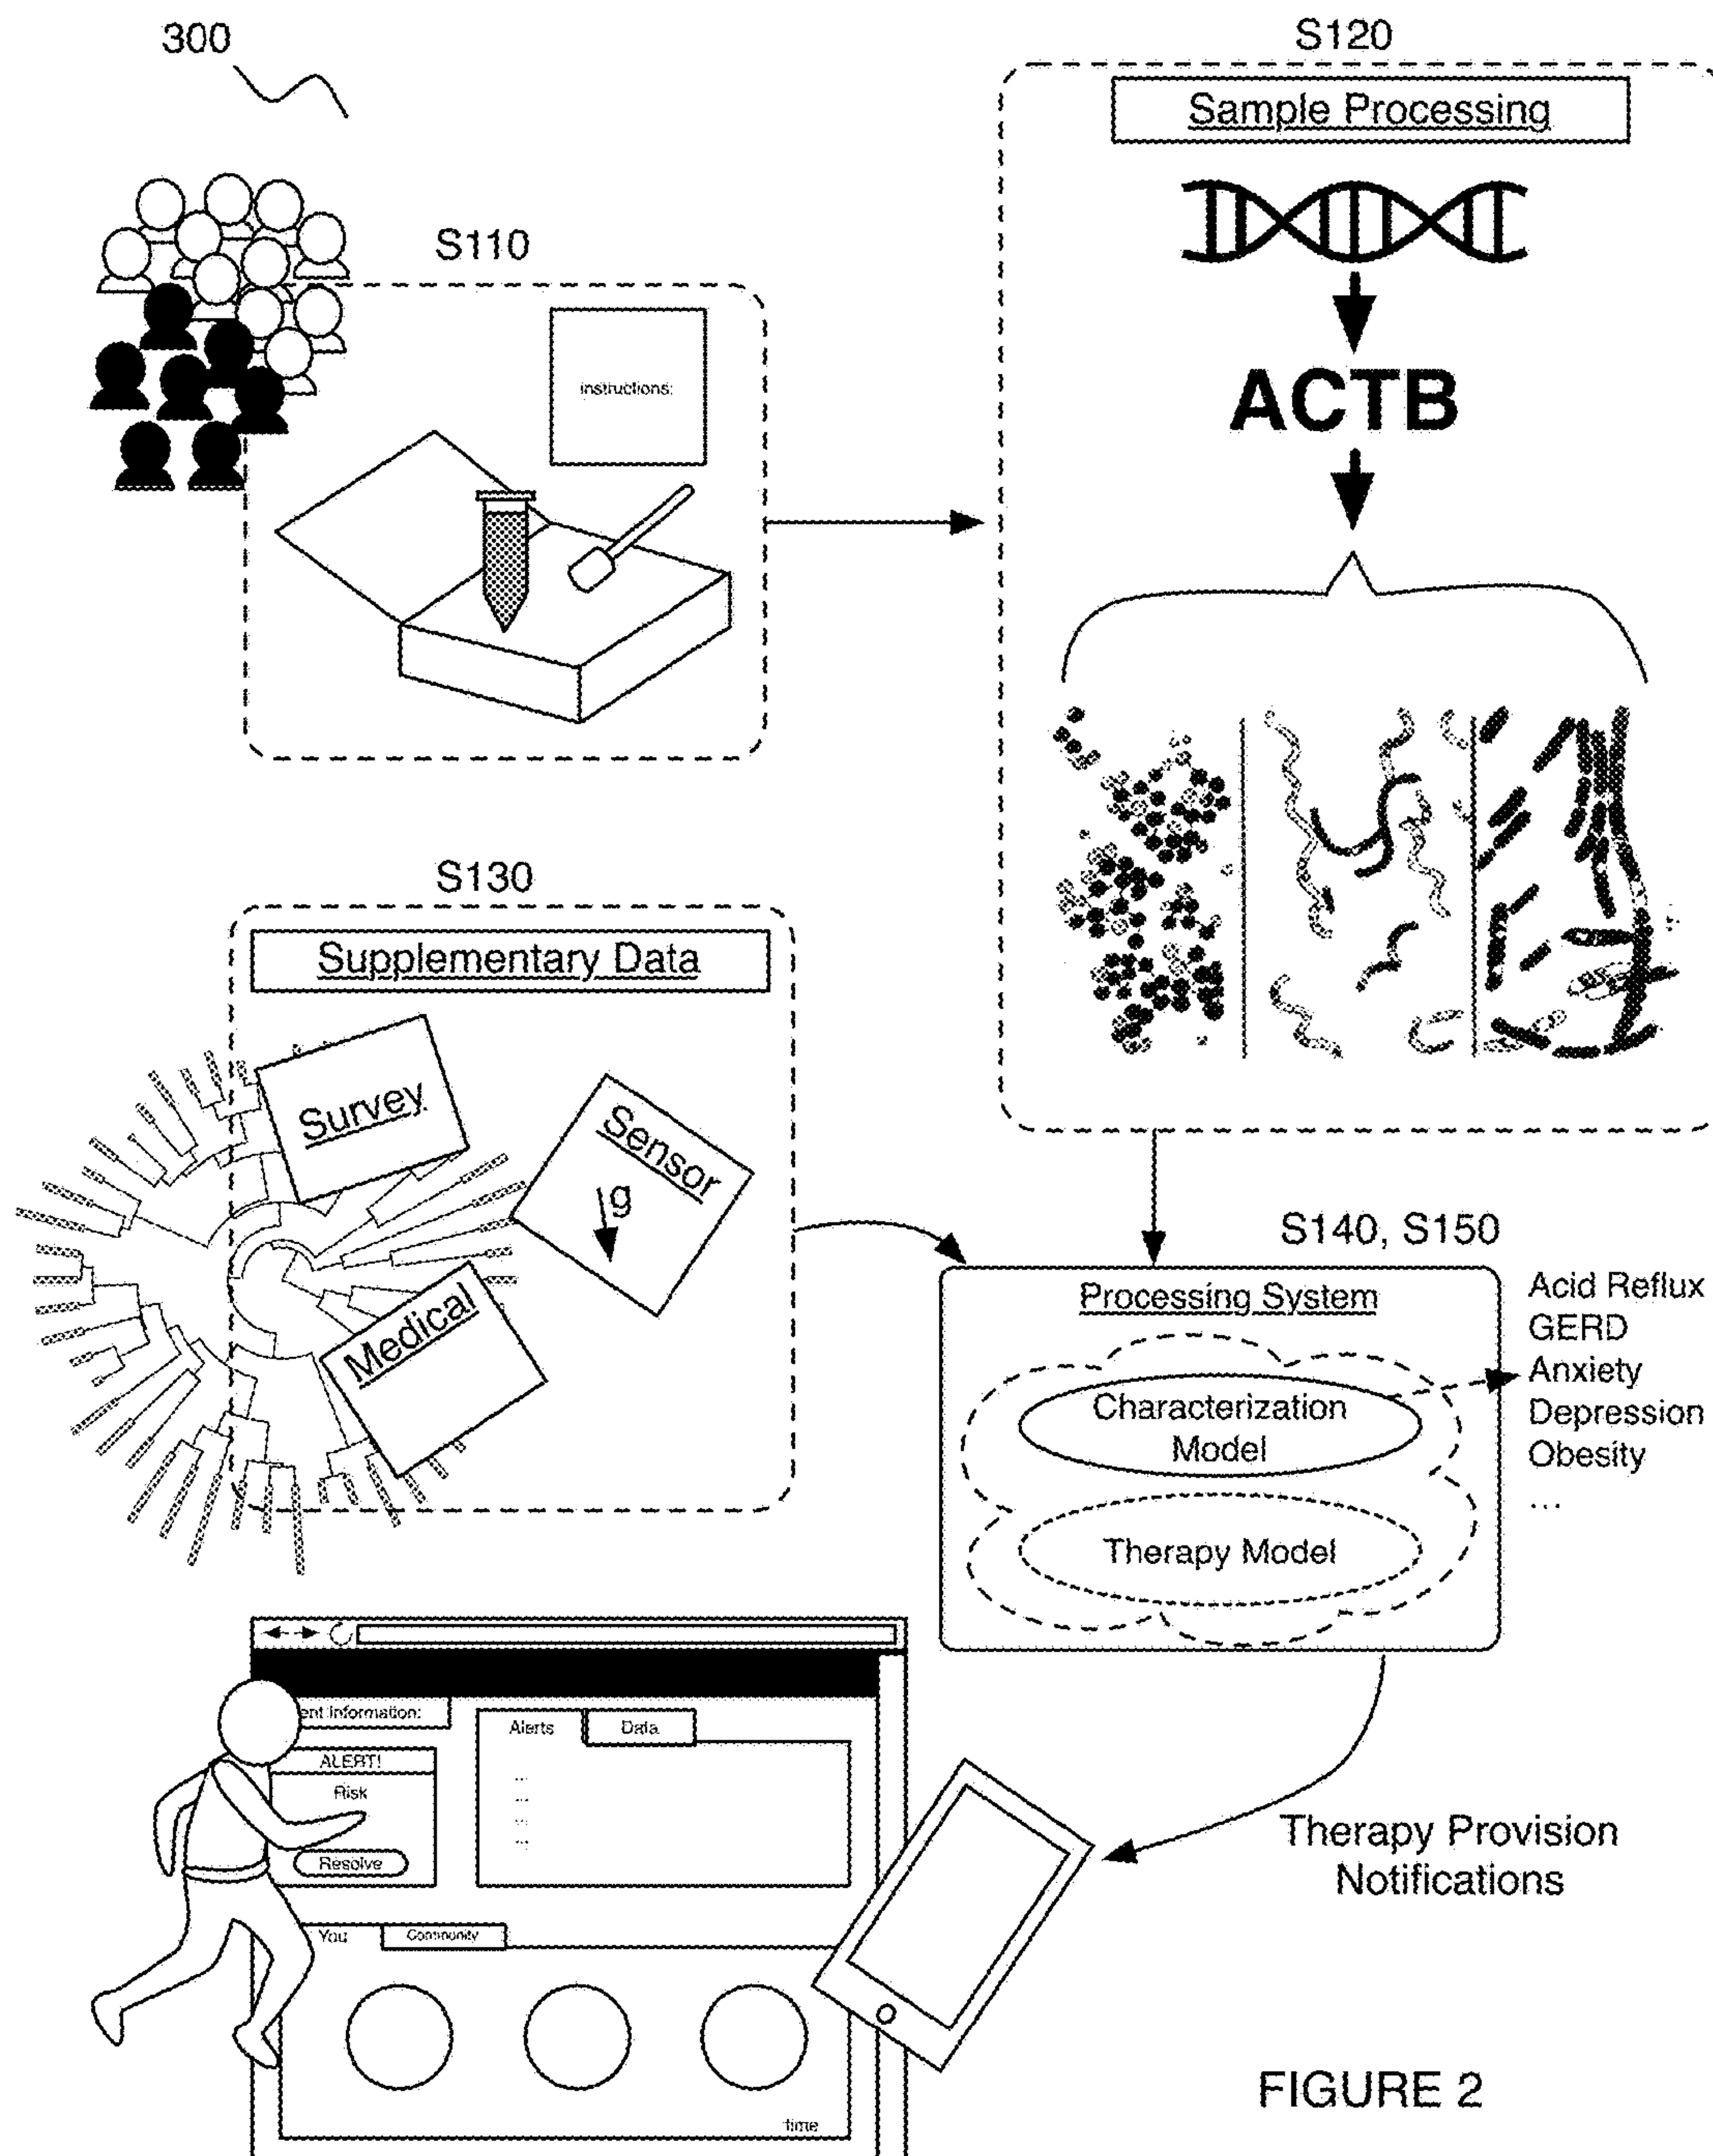 300
S120
Sample Processing
S110
instructions:
ACTB
S130
Supplementary Data
Survey
Sensor
g
Medical
S140, S150
Processing System
Characterization
Model
Therapy Model
Acid Reflux
GERD
Anxiety
Depression
Obesity
...
ent Information:
ALERT!
Risk
Resolve
Alerts
Data
...
...
...
...
You
Community
time
Therapy Provision
Notifications
FIGURE 2